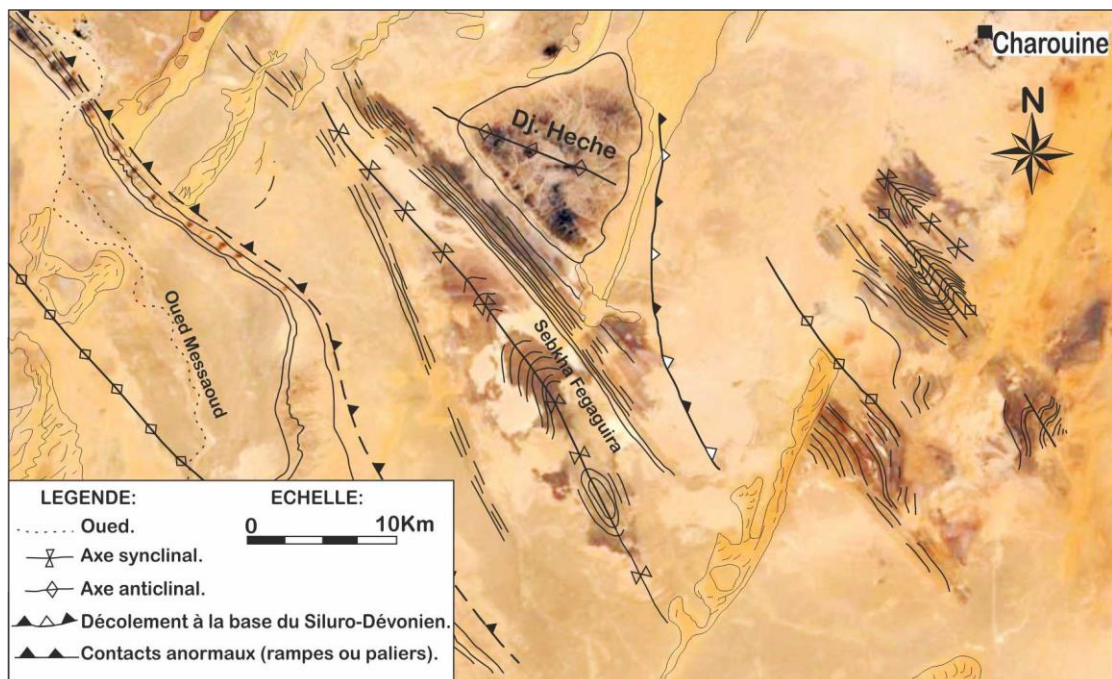 Charouine
N
Dj. Heche
Oued Messaoud
Sebkha Fegaguira
LEGENDE:
ECHELLE:
Oued.
0 10Km
Axe synclinal.
Axe anticlinal.
Décolement à la base du Siluro-Dévonien.
Contacts anormaux (rampes ou paliers).